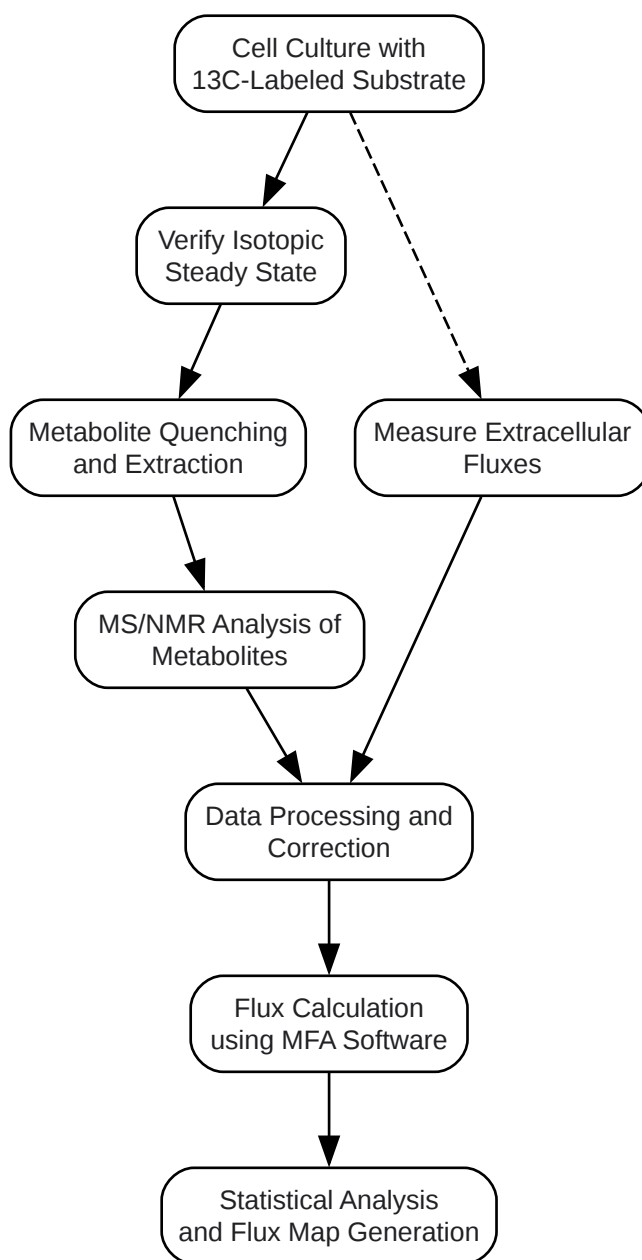 Cell Culture with
13C-Labeled Substrate
Verify Isotopic
Steady State
Metabolite Quenching
and Extraction
Measure Extracellular
Fluxes
MS/NMR Analysis of
Metabolites
Data Processing and
Correction
Flux Calculation
using MFA Software
Statistical Analysis
and Flux Map Generation